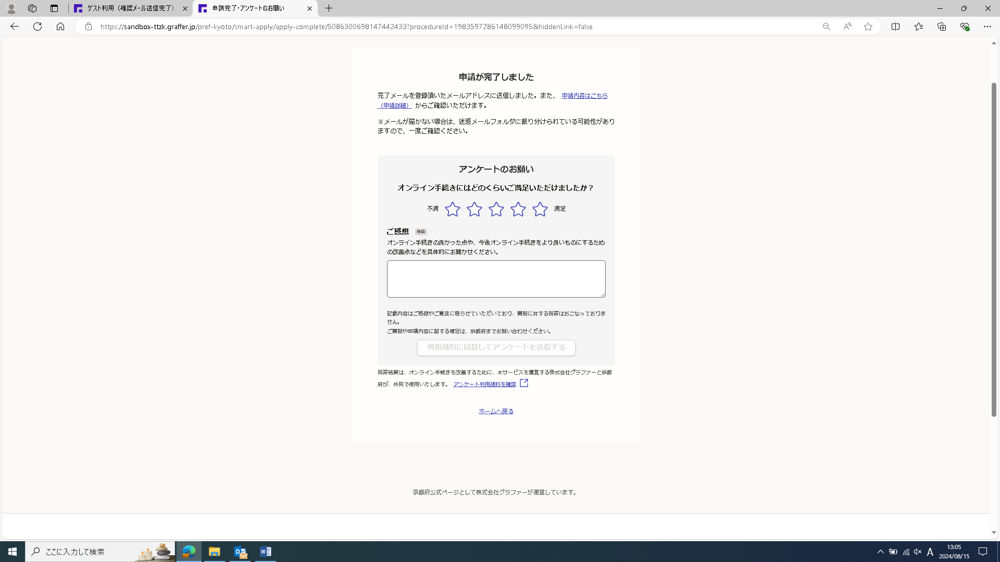 ゲスト利用（確認メール送信完了）
申請完了・アンケートのお願い
https://sandbox-ttzk.graffer.jp/pref-kyoto/smart-apply/apply-complete/5086300698147442433?procedureId=1983597286148099095&hiddenLink=false
申請が完了しました
完了メールを登録頂いたメールアドレスに送信しました。また、 申請内容はこちら
（申請詳細） からご確認いただけます。
※メールが届かない場合は、迷惑メールフォルダに振り分けられている可能性があり
ますので、一度ご確認ください。
アンケートのお願い
オンライン手続きにはどのくらいご満足いただけましたか？
不満 満足
ご感想 任意
オンライン手続きの良かった点や、今後オンライン手続きをより良いものにするため
の改善点などを具体的にお聞かせください。
記載内容はご感想やご意見に限らせていただいており、質問に対する回答はおこなっておりま
せん。
ご質問や申請内容に関する補足は、京都府までお問い合わせください。
利用規約に同意してアンケートを送信する
回答結果は、オンライン手続きを改善するために、本サービスを運営する株式会社グラファーと京都
府が、共同で使用いたします。 アンケート利用規約を確認
ホームへ戻る
京都府公式ページとして株式会社グラファーが運営しています。
ここに入力して検索
A
13:05
2024/08/15